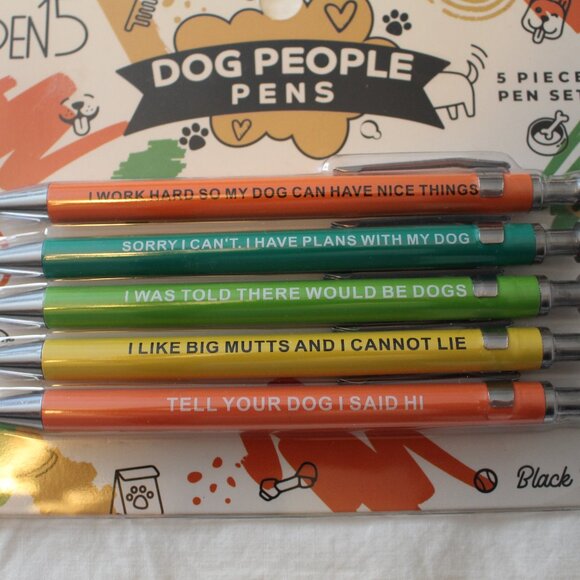 PEN15
DOG PEOPLE
PENS
5 PIECE
PEN SET
I WORK HARD SO MY DOG CAN HAVE NICE THINGS
SORRY I CAN'T. I HAVE PLANS WITH MY DOG
I WAS TOLD THERE WOULD BE DOGS
I LIKE BIG MUTTS AND I CANNOT LIE
TELL YOUR DOG I SAID HI
Black